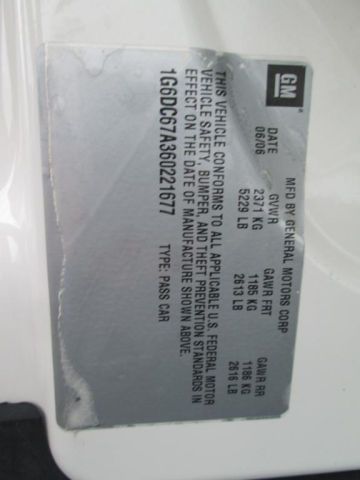 GM
MFD BY GENERAL MOTORS CORP
DATE GVWR GAWR FRT GAWR RR
06/06 2371 KG 1185 KG 1186 KG
5229 LB 2613 LB 2616 LB
THIS VEHICLE CONFORMS TO ALL APPLICABLE U.S. FEDERAL MOTOR
VEHICLE SAFETY, BUMPER, AND THEFT PREVENTION STANDARDS IN
EFFECT ON THE DATE OF MANUFACTURE SHOWN ABOVE.
1G6DC67A360221677 TYPE: PASS CAR